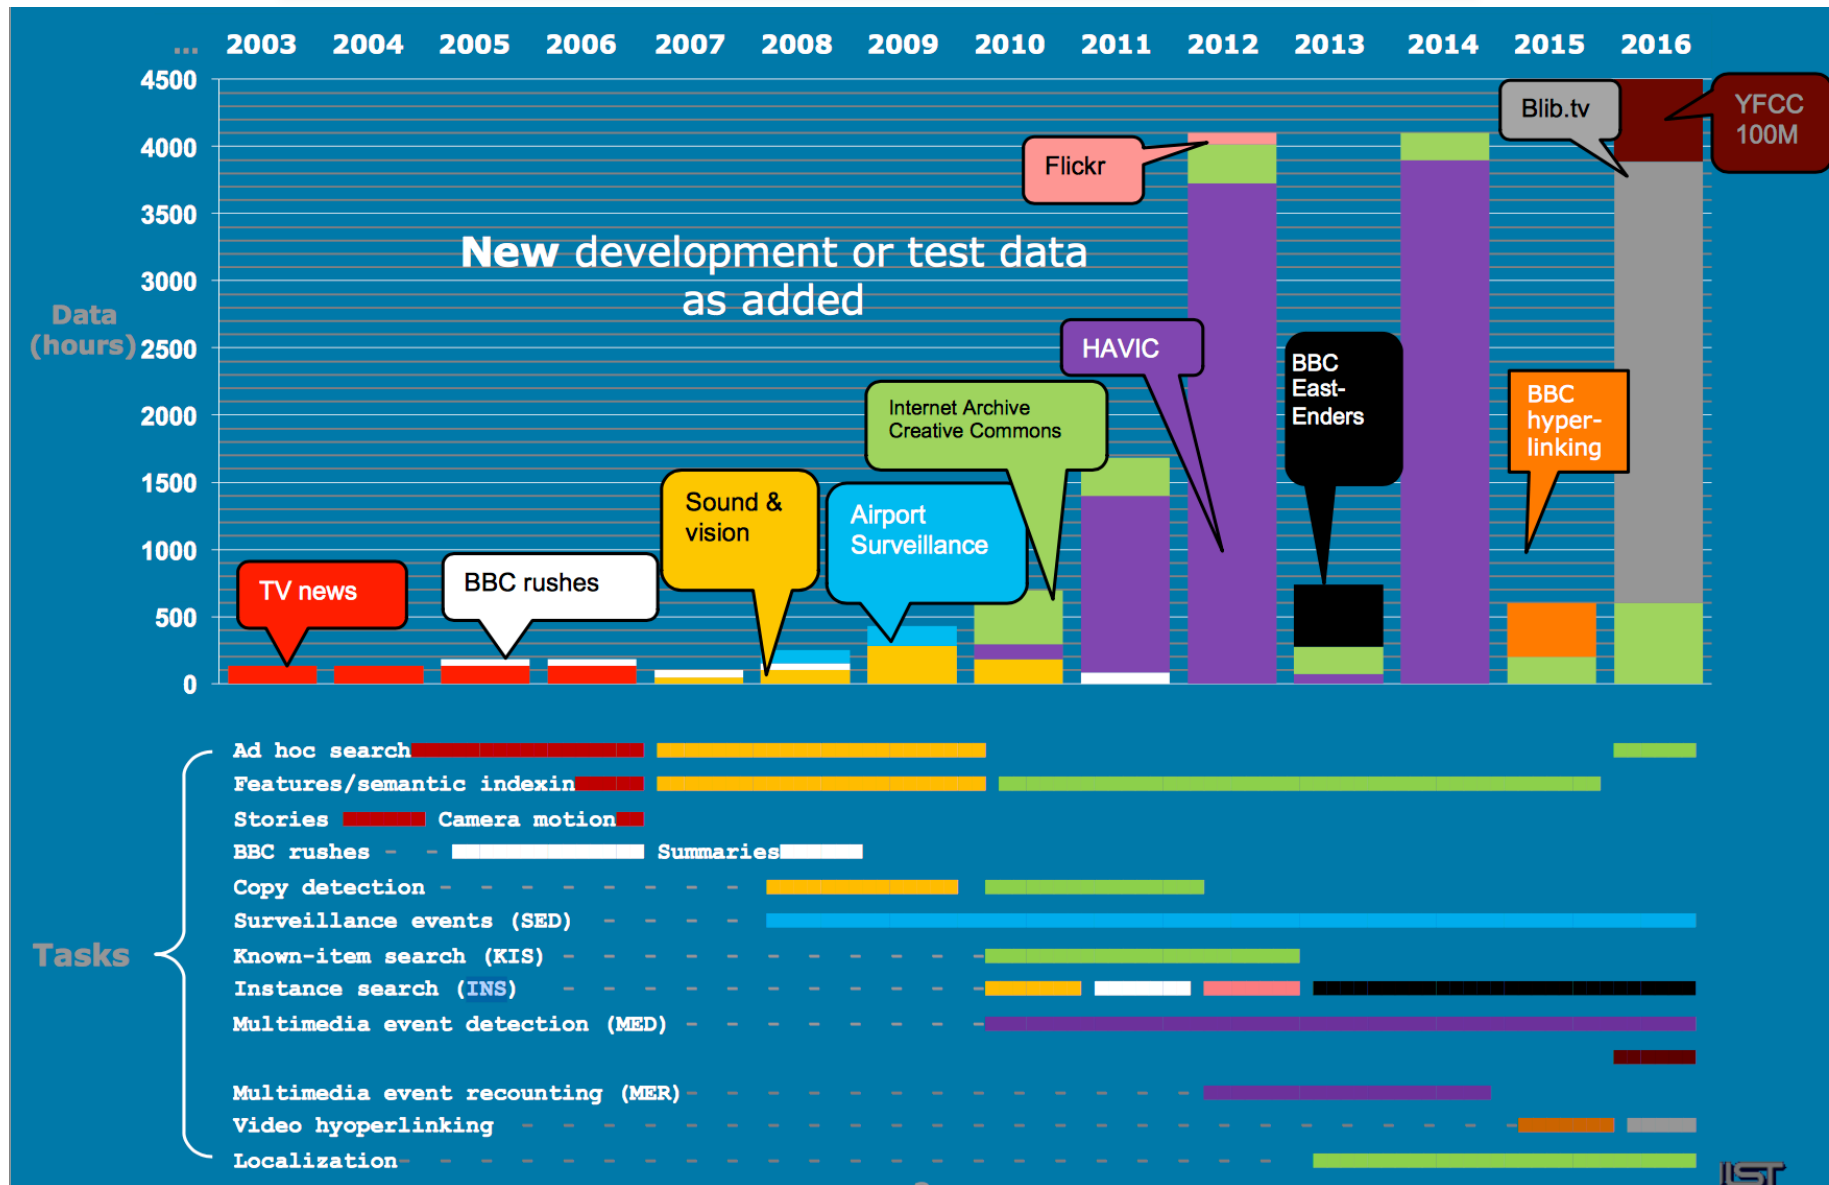 ... 2003 2004 2005 2006 2007 2008 2009 2010 2011 2012 2013 2014 2015 2016
4500
4000
3500
3000
2500
2000
1500
1000
500
0
Data
(hours)
New development or test data
as added
TV news
BBC rushes
Sound &
vision
Airport
Surveillance
Internet Archive
Creative Commons
Flickr
HAVIC
BBC
East-
Enders
Blib.tv
BBC
hyper-
linking
YFCC
100M
Tasks
Ad hoc search
Features/semantic indexin
Stories Camera motion
BBC rushes - - Summaries
Copy detection
Surveillance events (SED)
Known-item search (KIS)
Instance search (INS)
Multimedia event detection (MED)
Multimedia event recounting (MER)
Video hyoperlinking
Localization